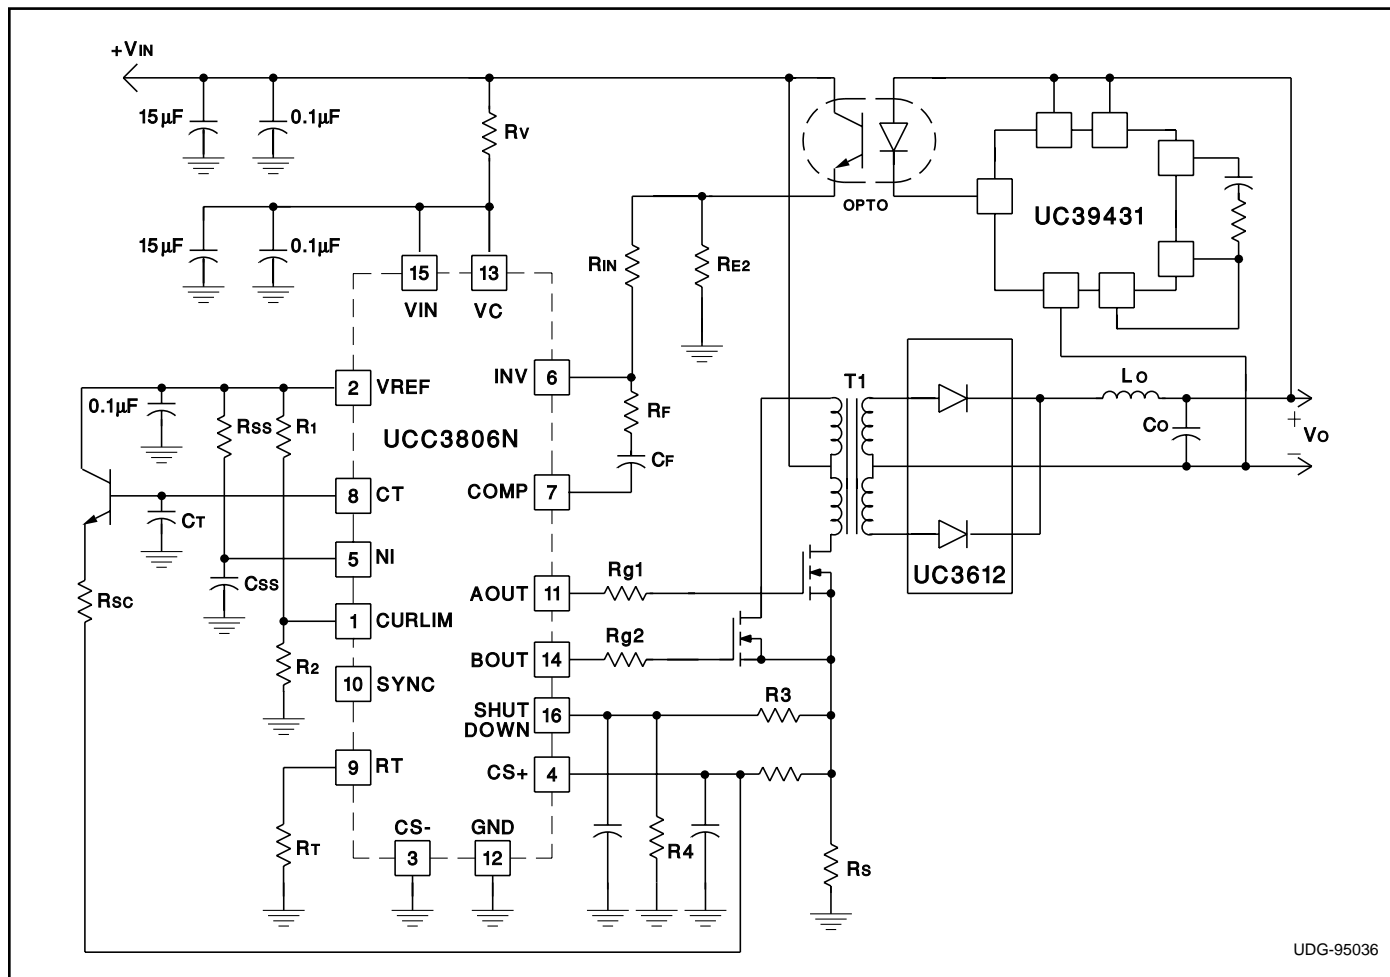 +VIN
15µF
0.1µF
RV
OPTO
UC39431
15µF
0.1µF
RIN
RE2
15
13
VIN
VC
2
VREF
INV
6
T1
LO
0.1µF
RSS
R1
UCC3806N
RF
CF
CO
+
VO
–
8
CT
COMP
7
CT
5
NI
CSS
RSC
AOUT
11
Rg1
UC3612
1
CURLIM
BOUT
14
Rg2
R2
10
SYNC
SHUT
DOWN
16
R3
9
RT
CS+
4
RT
CS-
GND
3
12
R4
RS
UDG-95036